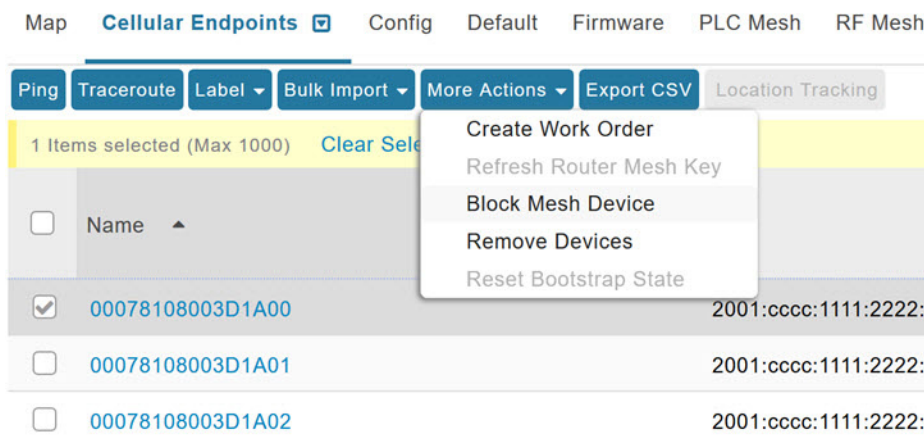 Map Cellular Endpoints Config Default Firmware PLC Mesh RF Mesh
Ping Traceroute Label Bulk Import More Actions Export CSV Location Tracking
1 Items selected (Max 1000) Clear Sele
Create Work Order
Refresh Router Mesh Key
Block Mesh Device
Name
Remove Devices
Reset Bootstrap State
00078108003D1A00 2001:cccc:1111:2222:
00078108003D1A01 2001:cccc:1111:2222:
00078108003D1A02 2001:cccc:1111:2222: